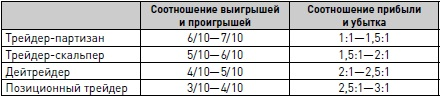 Соотношение выигрышей и проигрышей Соотношение прибыли и убытка
Трейдер-партизан 6/10—7/10 1:1—1,5:1
Трейдер-скальпер 5/10—6/10 1,5:1—2:1
Дейтрейдер 4/10—5/10 2:1—2,5:1
Позиционный трейдер 3/10—4/10 2,5:1—3:1